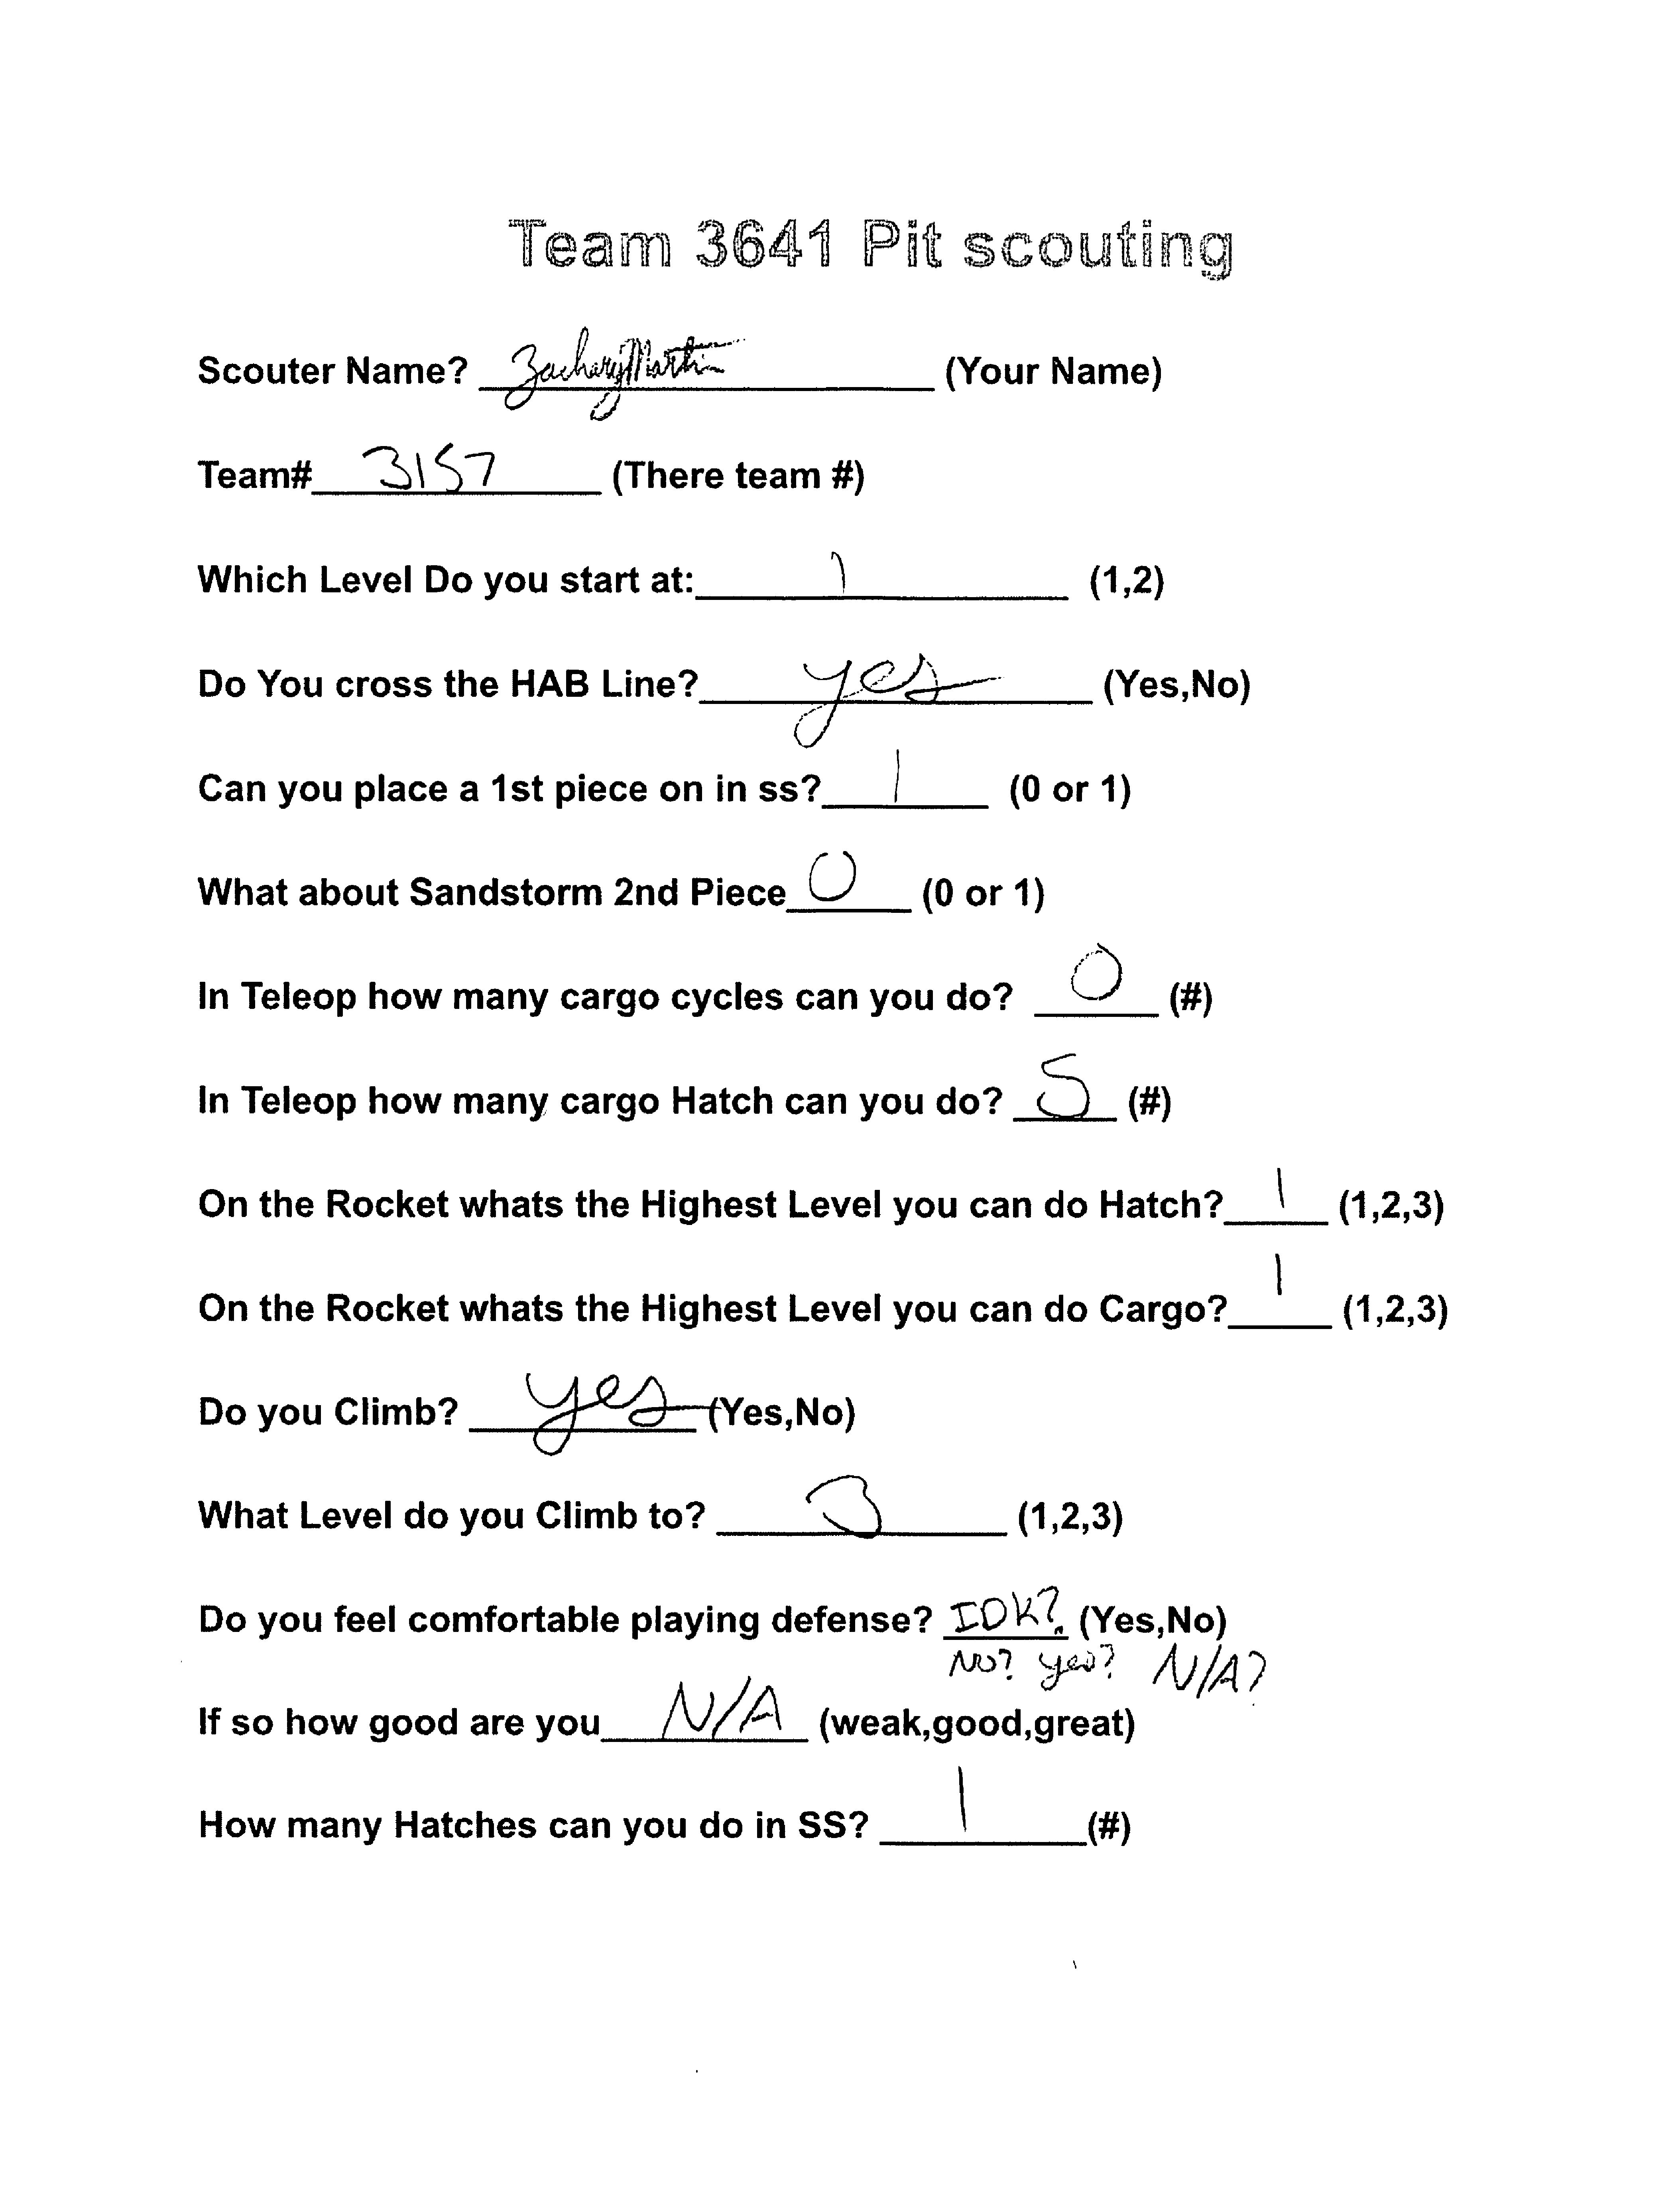 Team 3641 Pit scouting
Scouter Name? Zachary Martin (Your Name)
Team# 3157 (There team #)
Which Level Do you start at: 1 (1,2)
Do You cross the HAB Line? yes (Yes,No)
Can you place a 1st piece on in ss? 1 (0 or 1)
What about Sandstorm 2nd Piece 0 (0 or 1)
In Teleop how many cargo cycles can you do? 0 (#)
In Teleop how many cargo Hatch can you do? 5 (#)
On the Rocket whats the Highest Level you can do Hatch? 1 (1,2,3)
On the Rocket whats the Highest Level you can do Cargo? 1 (1,2,3)
Do you Climb? yes (Yes,No)
What Level do you Climb to? 3 (1,2,3)
Do you feel comfortable playing defense? IDK? (Yes,No)
No? yes? N/A?
If so how good are you N/A (weak,good,great)
How many Hatches can you do in SS? 1 (#)